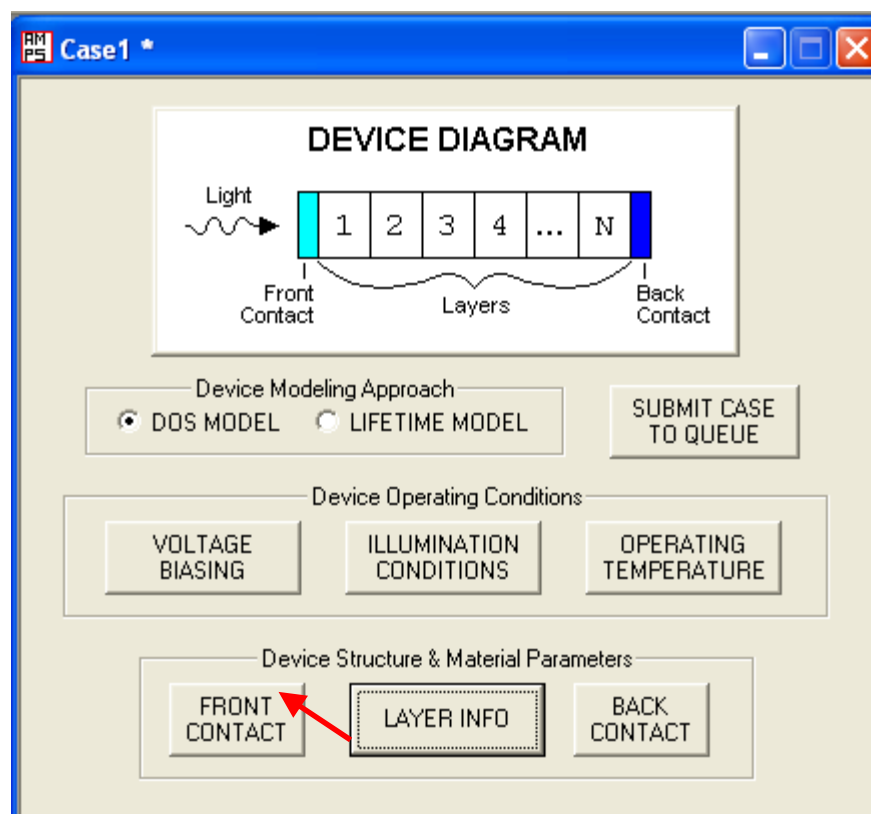 AMPS Case1 *
DEVICE DIAGRAM
Light
1 2 3 4 ... N
Front
Contact
Layers
Back
Contact
Device Modeling Approach
DOS MODEL LIFETIME MODEL
SUBMIT CASE
TO QUEUE
Device Operating Conditions
VOLTAGE
BIASING
ILLUMINATION
CONDITIONS
OPERATING
TEMPERATURE
Device Structure & Material Parameters
FRONT
CONTACT
LAYER INFO
BACK
CONTACT